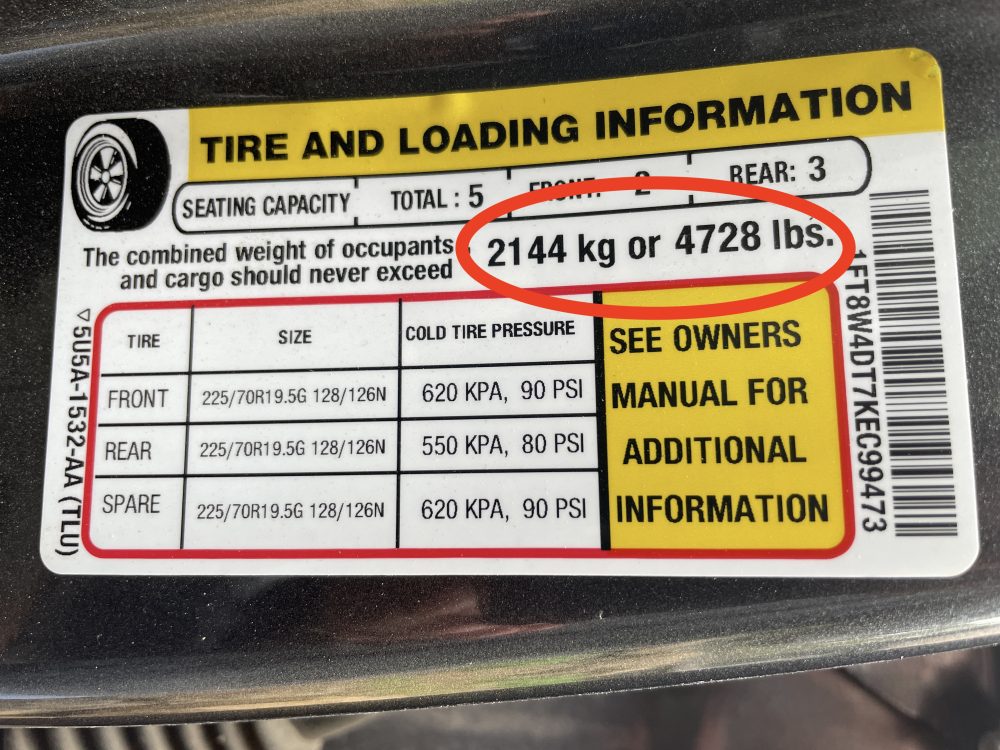 TIRE AND LOADING INFORMATION
SEATING CAPACITY TOTAL : 5 FRONT: 2 REAR: 3
The combined weight of occupants
and cargo should never exceed
2144 kg or 4728 lbs.
TIRE SIZE COLD TIRE PRESSURE
FRONT 225/70R19.5G 128/126N 620 KPA, 90 PSI
REAR 225/70R19.5G 128/126N 550 KPA, 80 PSI
SPARE 225/70R19.5G 128/126N 620 KPA, 90 PSI
SEE OWNERS
MANUAL FOR
ADDITIONAL
INFORMATION
▽5U5A-1532-AA (TLU)
1FT8W4DT7KEC99473